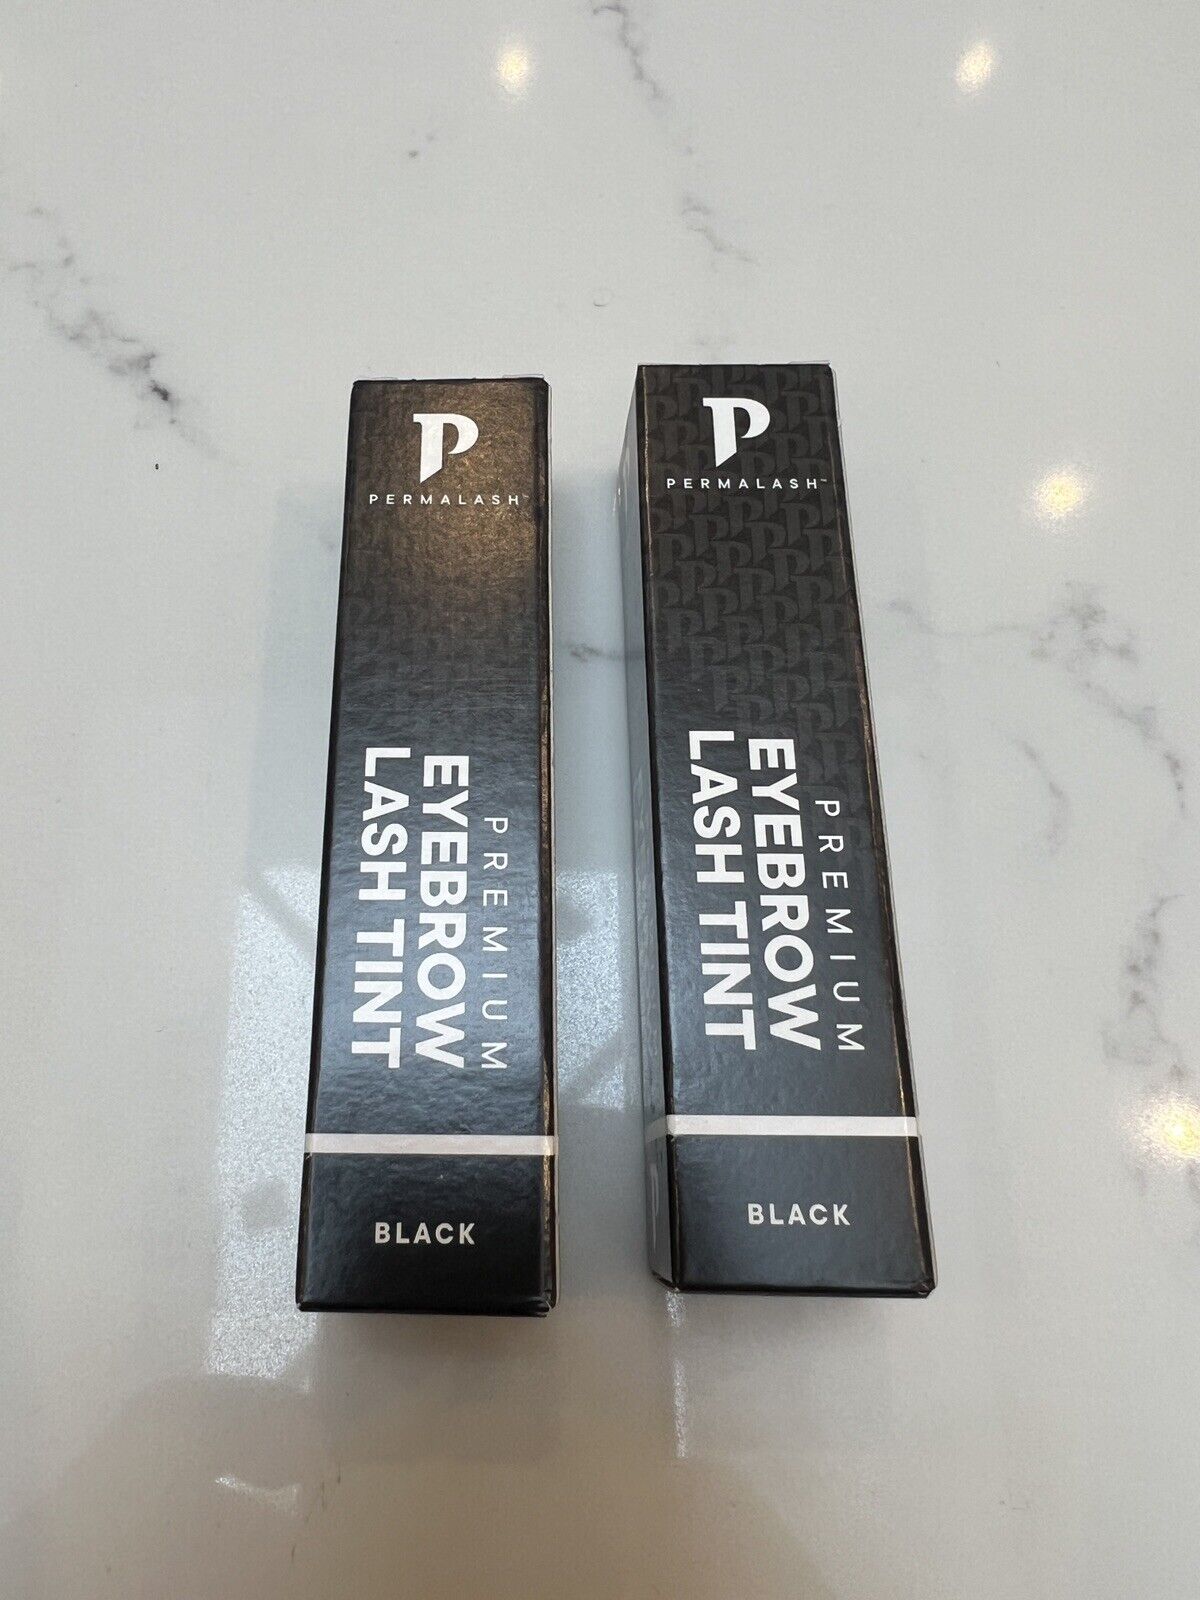 P
PERMALASH™
PREMIUM
EYEBROW
LASH TINT
BLACK
P
PERMALASH™
PREMIUM
EYEBROW
LASH TINT
BLACK